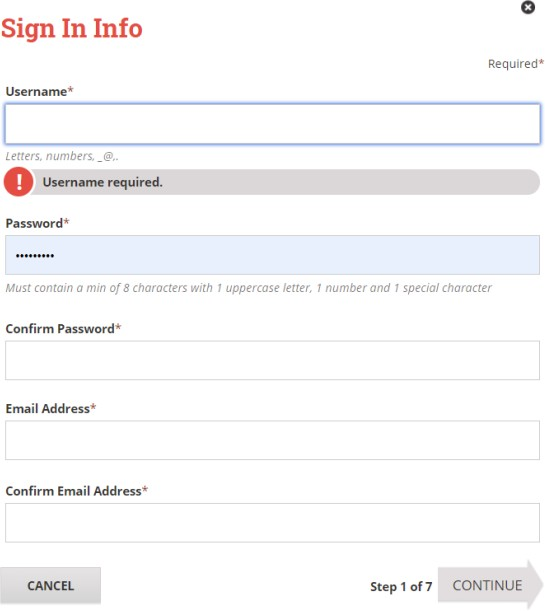 Sign In Info
Required*
Username*
Letters, numbers, _@,.
! Username required.
Password*
•••••••••
Must contain a min of 8 characters with 1 uppercase letter, 1 number and 1 special character
Confirm Password*
Email Address*
Confirm Email Address*
CANCEL
Step 1 of 7
CONTINUE